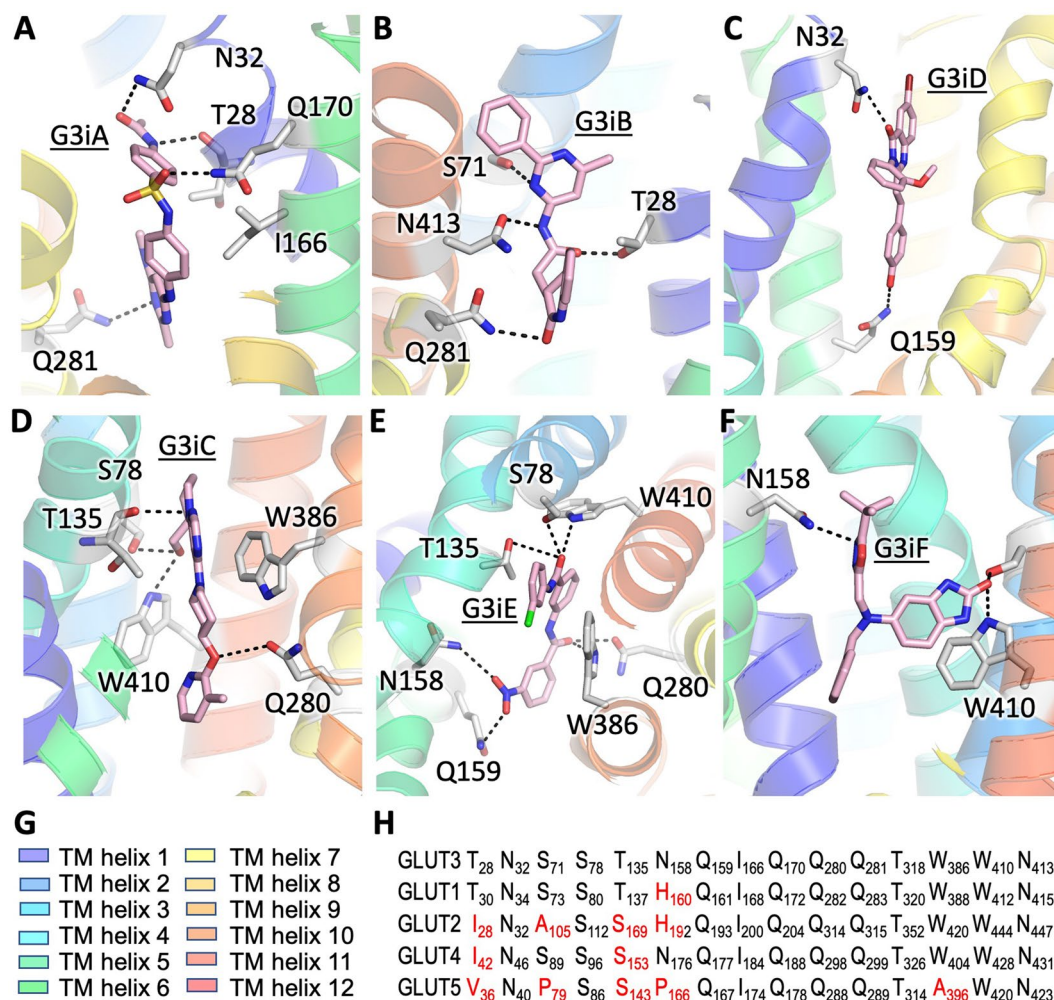 A
N32
G3iA
T28
Q170
I166
Q281
B
G3iB
S71
N413
T28
Q281
C
N32
G3iD
Q159
D
G3iC
S78
T135
W386
W410
Q280
E
S78
W410
T135
G3iE
N158
Q280
W386
Q159
F
N158
G3iF
W410
G
TM helix 1 TM helix 7
TM helix 2 TM helix 8
TM helix 3 TM helix 9
TM helix 4 TM helix 10
TM helix 5 TM helix 11
TM helix 6 TM helix 12
H
GLUT3 T28 N32 S71 S78 T135 N158 Q159 I166 Q170 Q280 Q281 T318 W386 W410 N413
GLUT1 T30 N34 S73 S80 T137 H160 Q161 I168 Q172 Q282 Q283 T320 W388 W412 N415
GLUT2 I28 N32 A105 S112 S169 H192 Q193 I200 Q204 Q314 Q315 T352 W420 W444 N447
GLUT4 I42 N46 S89 S96 S153 N176 Q177 I184 Q188 Q298 Q299 T326 W404 W428 N431
GLUT5 V36 N40 P79 S86 S143 P166 Q167 I174 Q178 Q288 Q289 T314 A396 W420 N423